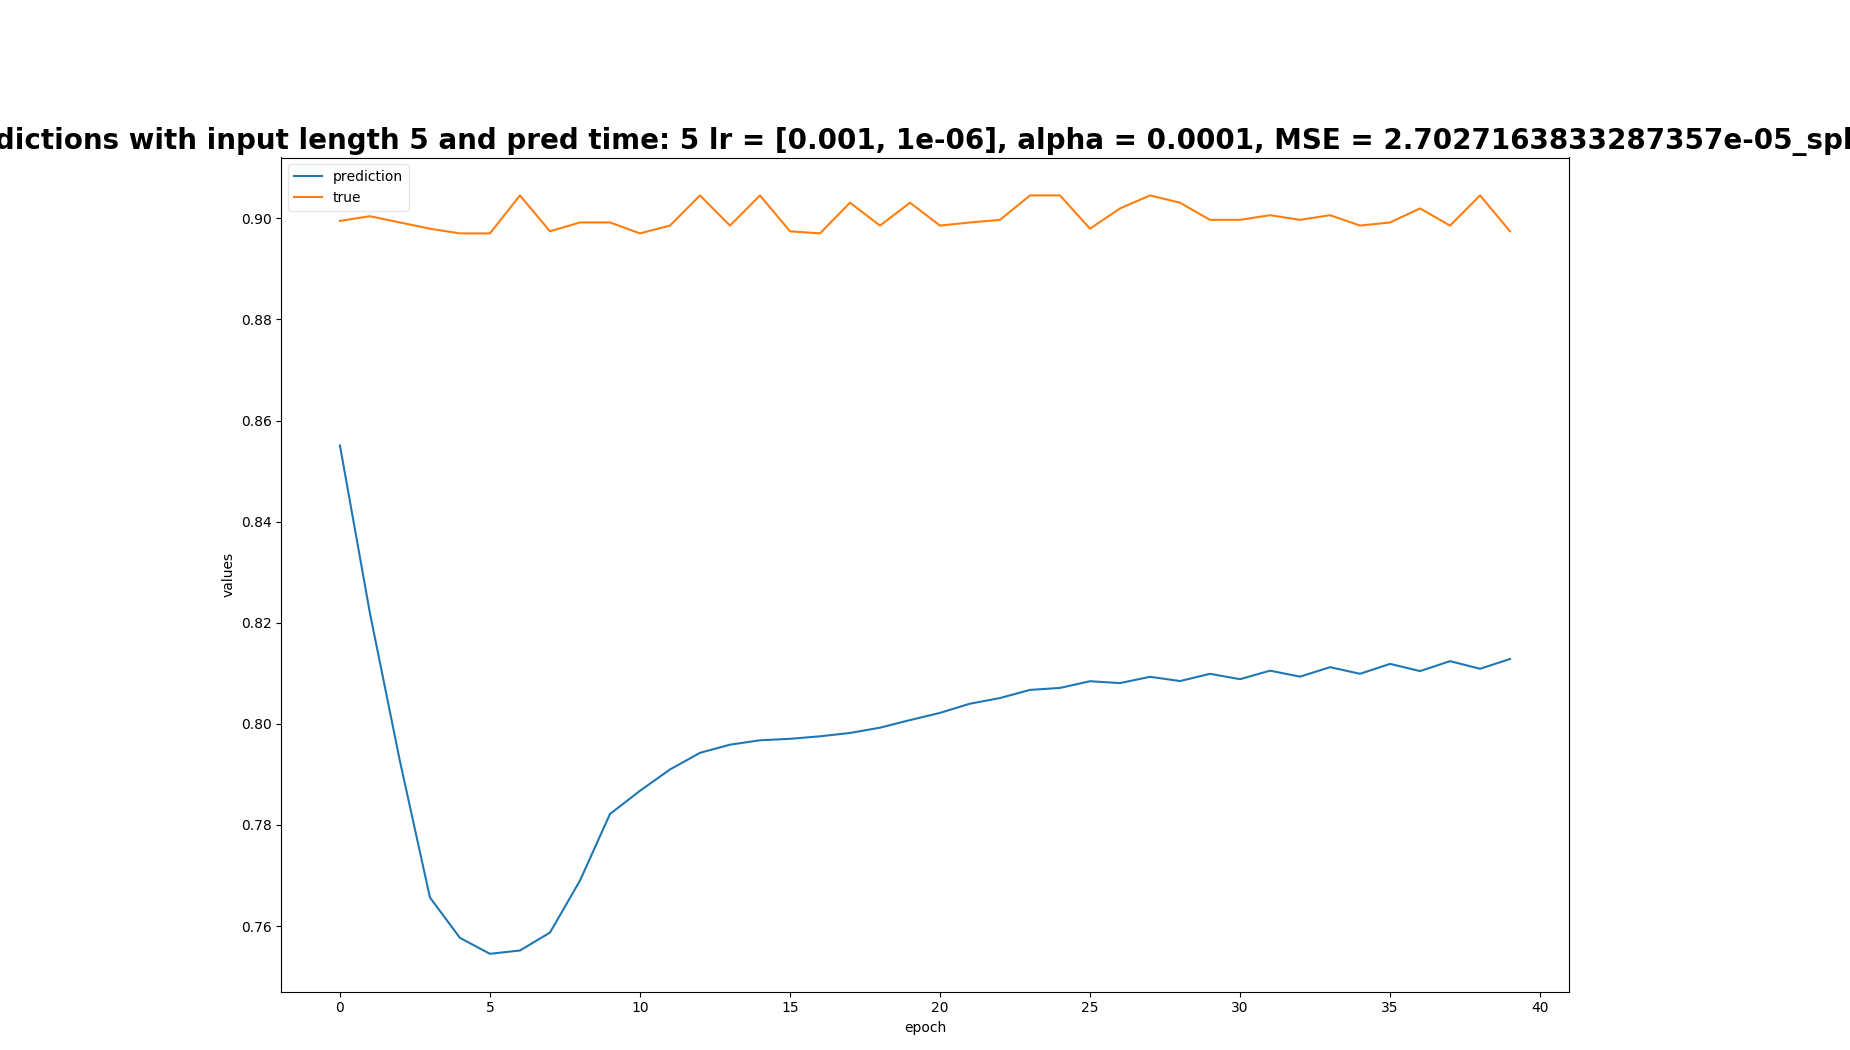 dictions with input length 5 and pred time: 5 lr = [0.001, 1e-06], alpha = 0.0001, MSE = 2.7027163833287357e-05_spl
prediction
true
0.90
0.88
0.86
0.84
0.82
0.80
0.78
0.76
values
0 5 10 15 20 25 30 35 40
epoch